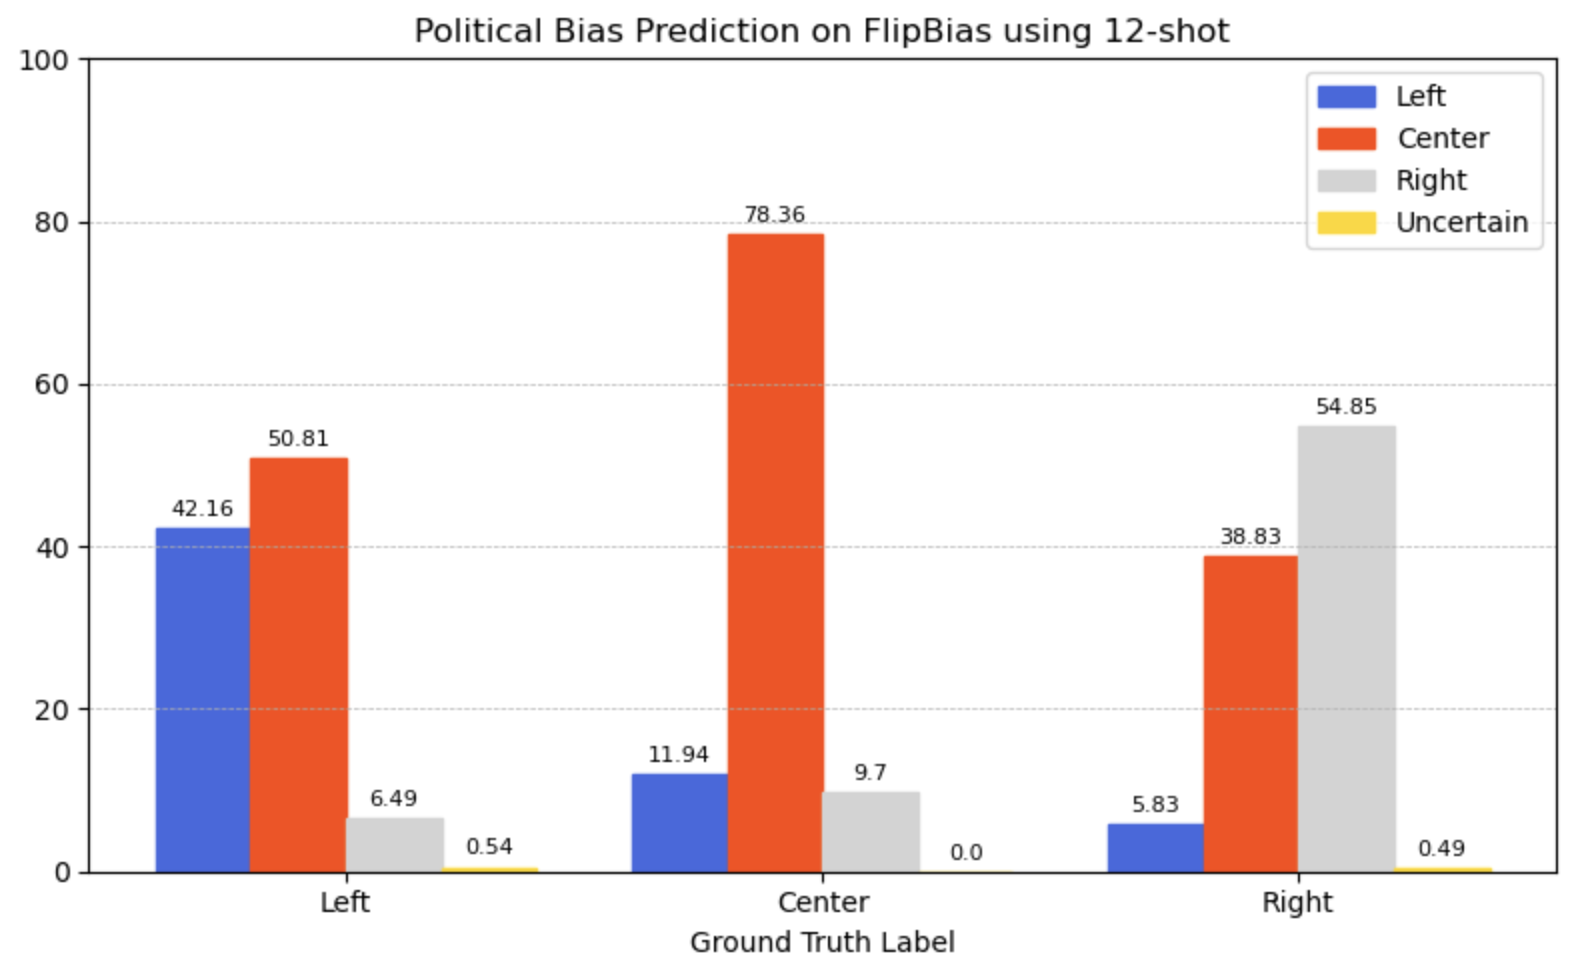 Political Bias Prediction on FlipBias using 12-shot
100
80
60
40
20
0
Left
Center
Right
Uncertain
42.16
50.81
6.49
0.54
11.94
78.36
9.7
0.0
5.83
38.83
54.85
0.49
Left
Center
Right
Ground Truth Label